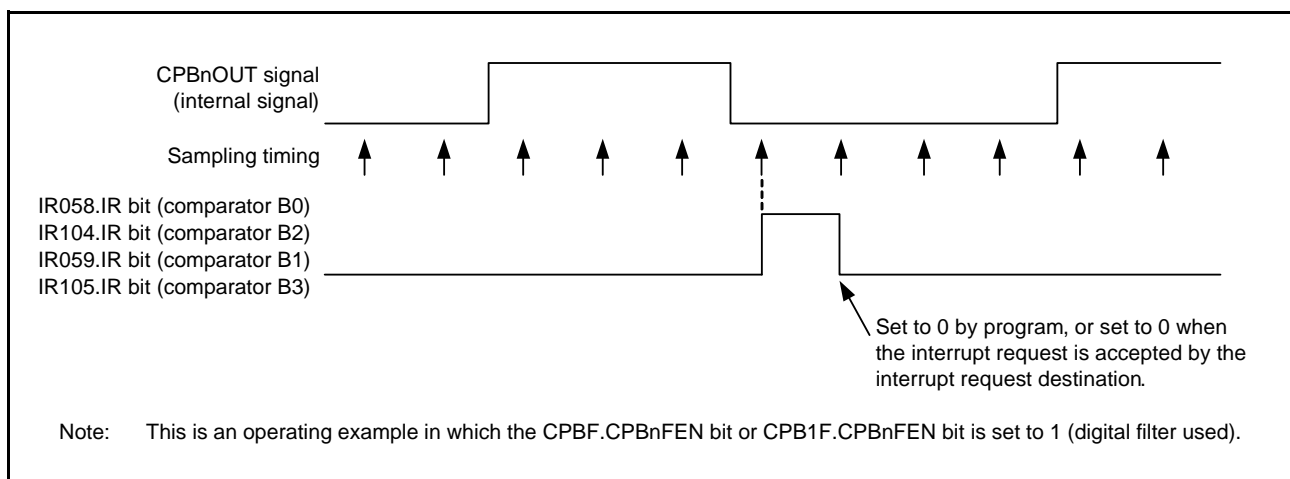 CPBnOUT signal
(internal signal)
Sampling timing
IR058.IR bit (comparator B0)
IR104.IR bit (comparator B2)
IR059.IR bit (comparator B1)
IR105.IR bit (comparator B3)
Set to 0 by program, or set to 0 when
the interrupt request is accepted by the
interrupt request destination.
Note: This is an operating example in which the CPBF.CPBnFEN bit or CPB1F.CPBnFEN bit is set to 1 (digital filter used).